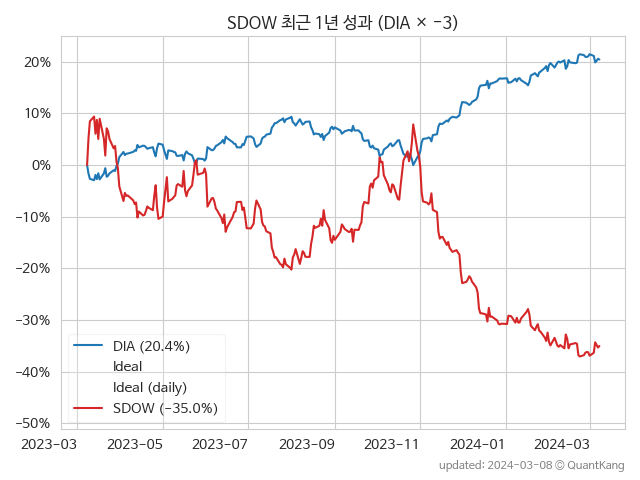 SDOW 최근 1년 성과 (DIA × −3)
20%
10%
0%
−10%
−20%
−30%
−40%
−50%
DIA (20.4%)
Ideal
Ideal (daily)
SDOW (−35.0%)
2023−03
2023−05
2023−07
2023−09
2023−11
2024−01
2024−03
updated: 2024−03−08 © QuantKang